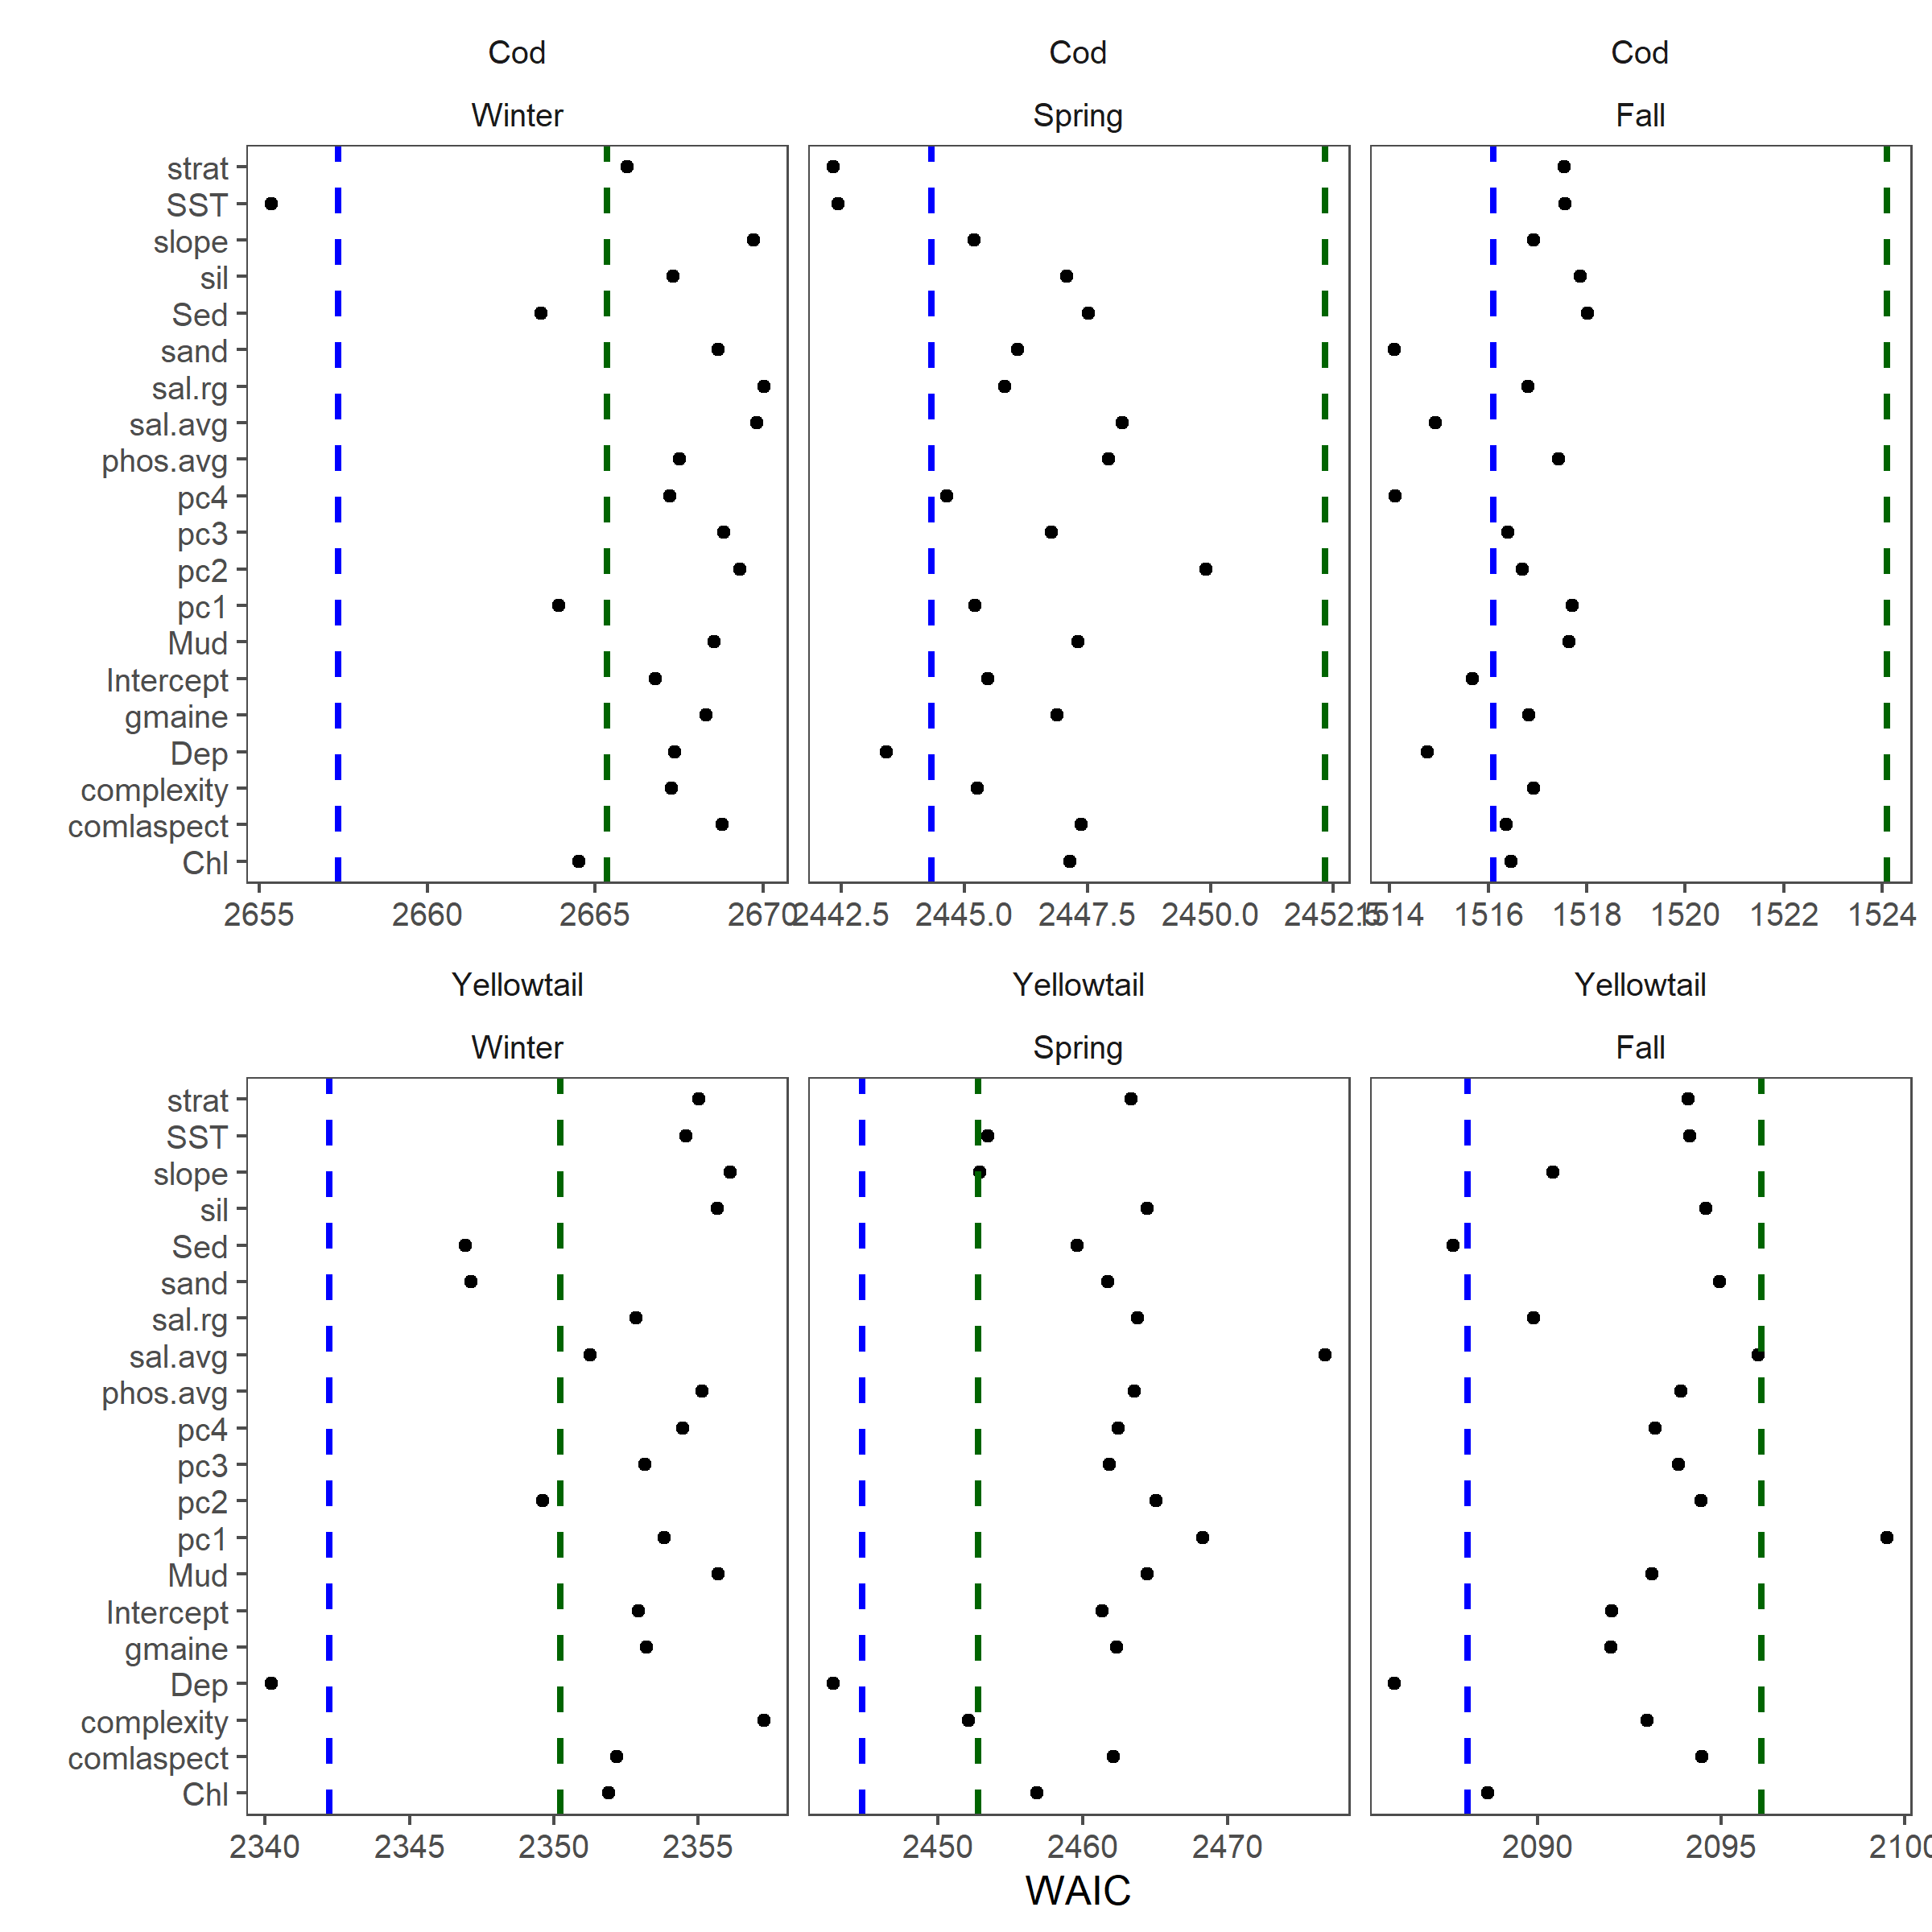 Cod Cod Cod
Winter Spring Fall
strat
SST
slope
sil
Sed
sand
sal.rg
sal.avg
phos.avg
pc4
pc3
pc2
pc1
Mud
Intercept
gmaine
Dep
complexity
comlaspect
Chl
2655 2660 2665 2670 2442.5 2445.0 2447.5 2450.0 2452.5 1514 1516 1518 1520 1522 1524
Yellowtail Yellowtail Yellowtail
Winter Spring Fall
strat
SST
slope
sil
Sed
sand
sal.rg
sal.avg
phos.avg
pc4
pc3
pc2
pc1
Mud
Intercept
gmaine
Dep
complexity
comlaspect
Chl
2340 2345 2350 2355 2450 2460 2470 2090 2095 2100
WAIC